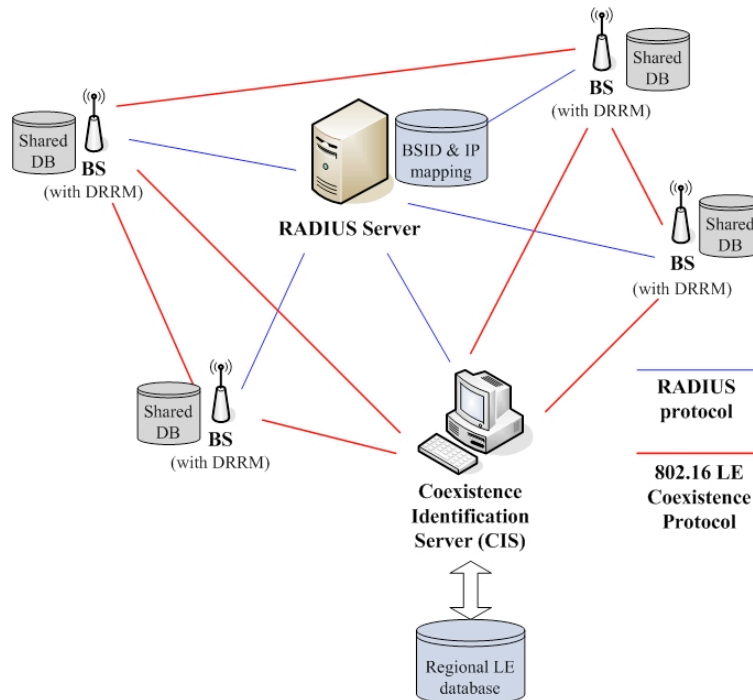 BS
Shared
DB
(with DRRM)
Shared
DB
BS
(with DRRM)
BSID & IP
mapping
RADIUS Server
Shared
DB
BS
(with DRRM)
Shared
DB
BS
(with DRRM)
Coexistence
Identification
Server (CIS)
RADIUS
protocol
802.16 LE
Coexistence
Protocol
Regional LE
database